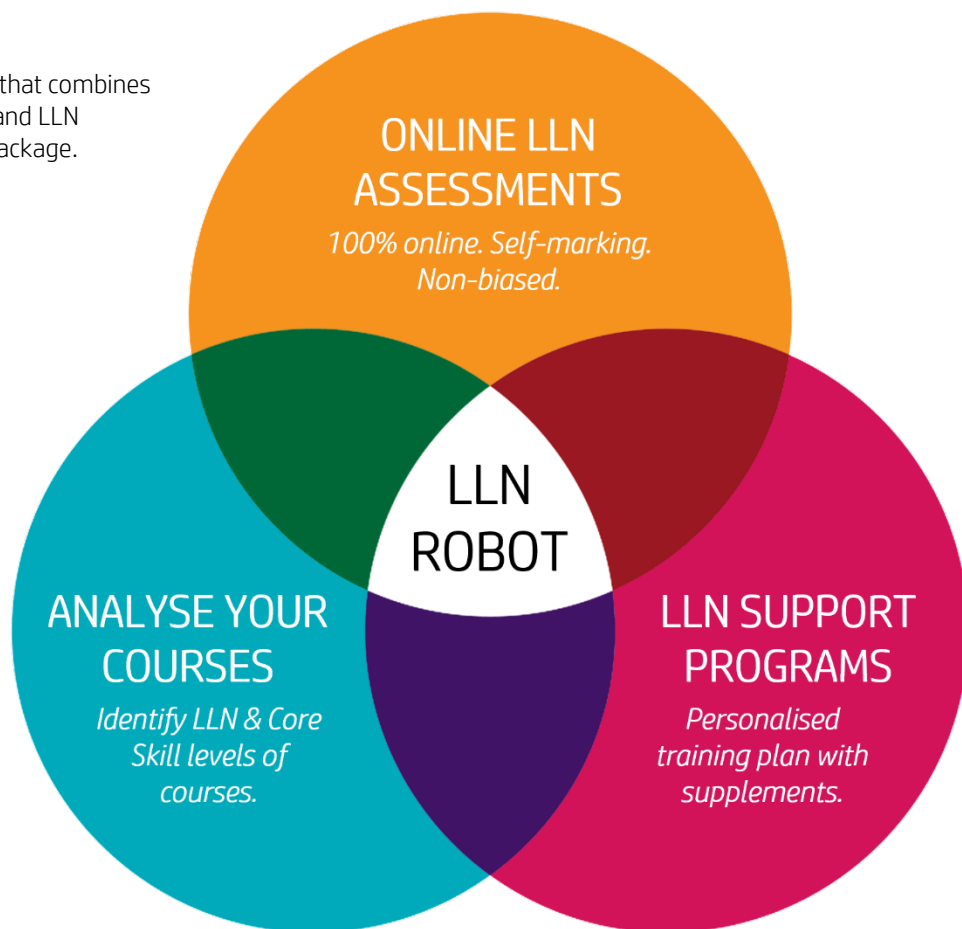 that combines
and LLN
ackage.
ONLINE LLN
ASSESSMENTS
100% online. Self-marking.
Non-biased.
LLN
ROBOT
ANALYSE YOUR
COURSES
Identify LLN & Core
Skill levels of
courses.
LLN SUPPORT
PROGRAMS
Personalised
training plan with
supplements.